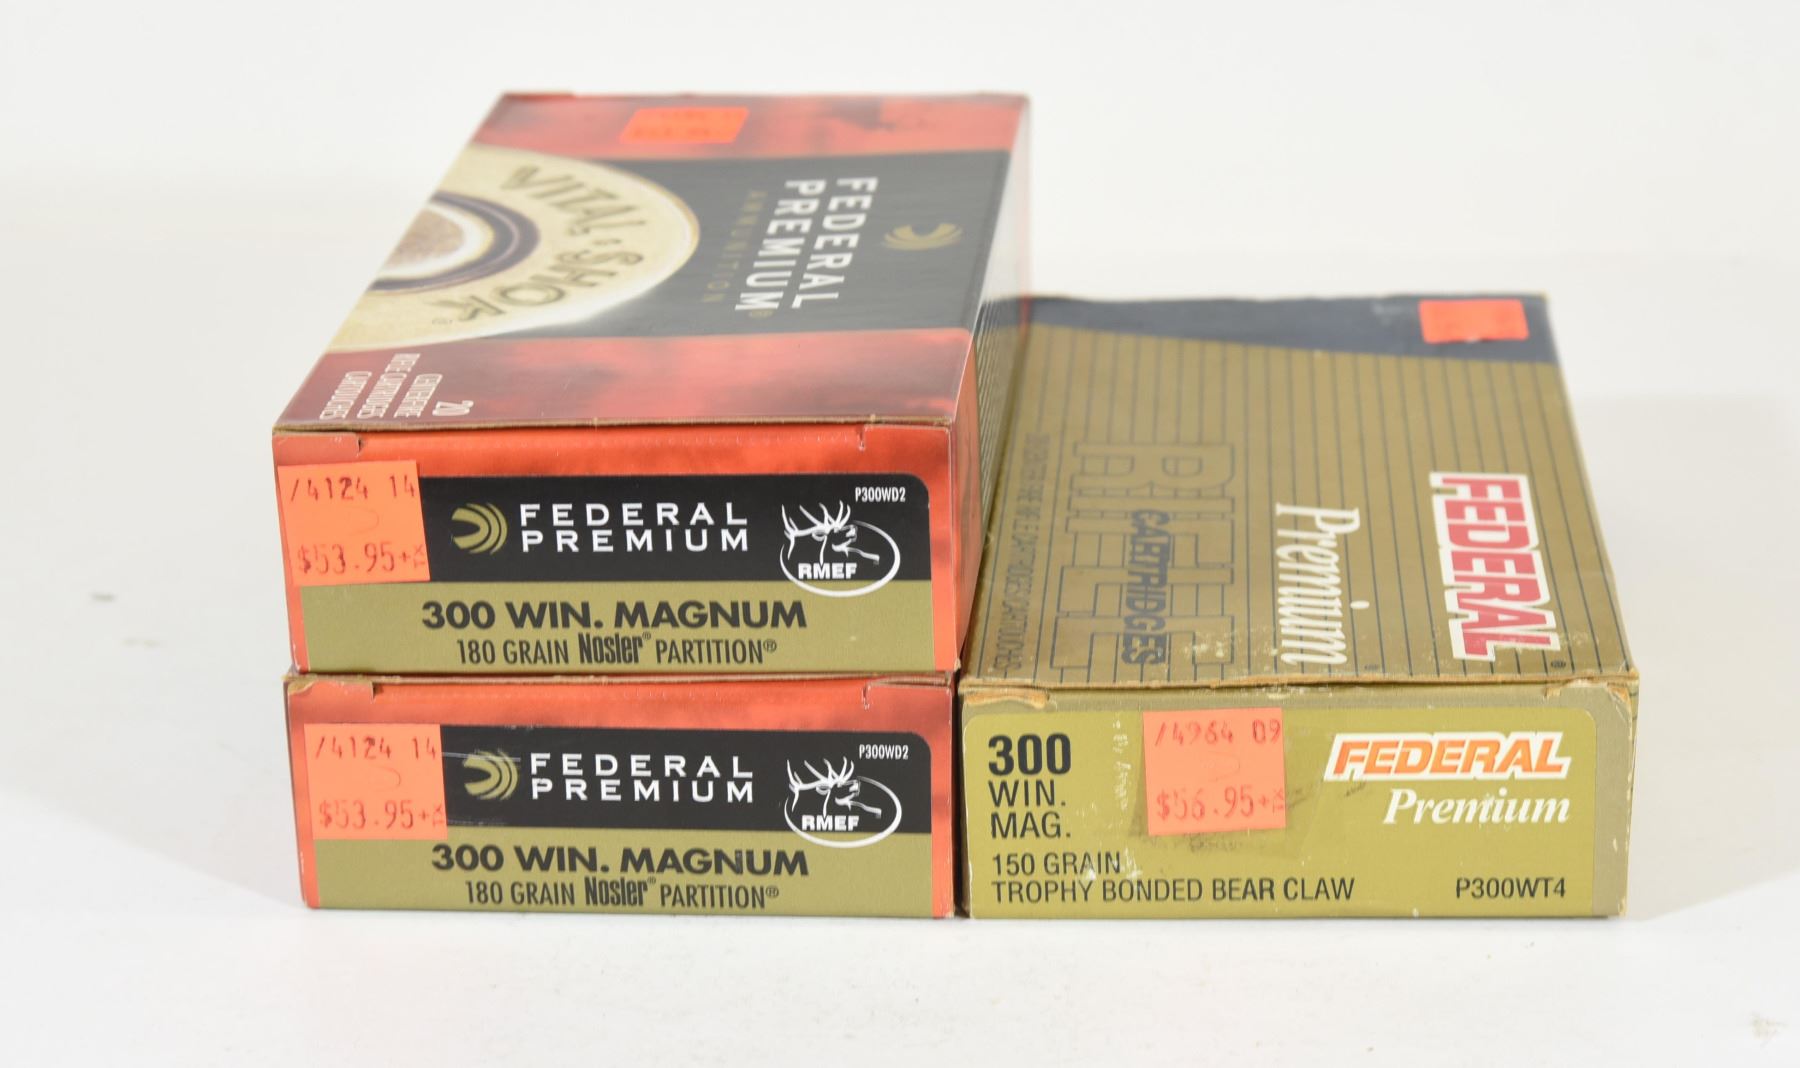 VITAL·SHOK®
FEDERAL
PREMIUM®
AMMUNITION
20
CENTERFIRE
RIFLE CARTRIDGES
CARTOUCHES
/4124 14
$53.95+
FEDERAL
PREMIUM
P300WD2
RMEF
300 WIN. MAGNUM
180 GRAIN Nosler® PARTITION®
/4124 14
$53.95+
FEDERAL
PREMIUM
P300WD2
RMEF
300 WIN. MAGNUM
180 GRAIN Nosler® PARTITION®
FEDERAL®
Premium
RIFLE
CARTRIDGES
300
WIN.
MAG.
150 GRAIN
TROPHY BONDED BEAR CLAW
/4964 09
$56.95+
FEDERAL
Premium
P300WT4